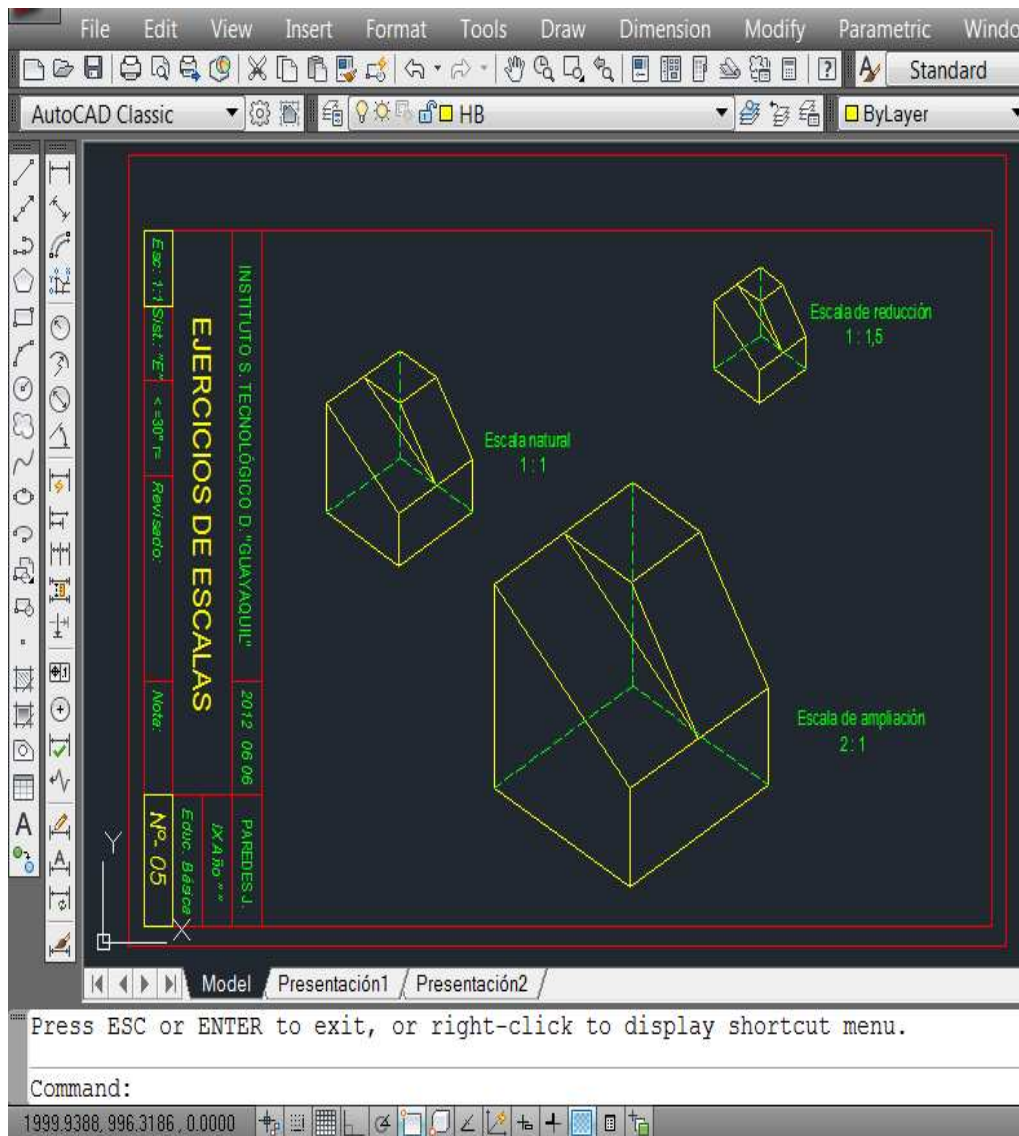 File Edit View Insert Format Tools Draw Dimension Modify Parametric Windo
Standard
AutoCAD Classic
HB
ByLayer
INSTITUTO S. TECNOLÓGICO D. "GUAYAQUIL"
2012 06 06
PAREDES J.
EJERCICIOS DE ESCALAS
IX Año " "
Educ. Básica
Esc: 1:1
Sist.: "E"
< =30° r=
Revisado:
Nota:
Nº- 05
Escala de reducción
1 : 1,5
Escala natural
1 : 1
Escala de ampliación
2 : 1
Y
X
Model
Presentación1
Presentación2
Press ESC or ENTER to exit, or right-click to display shortcut menu.
Command:
1999.9388, 996.3186 , 0.0000